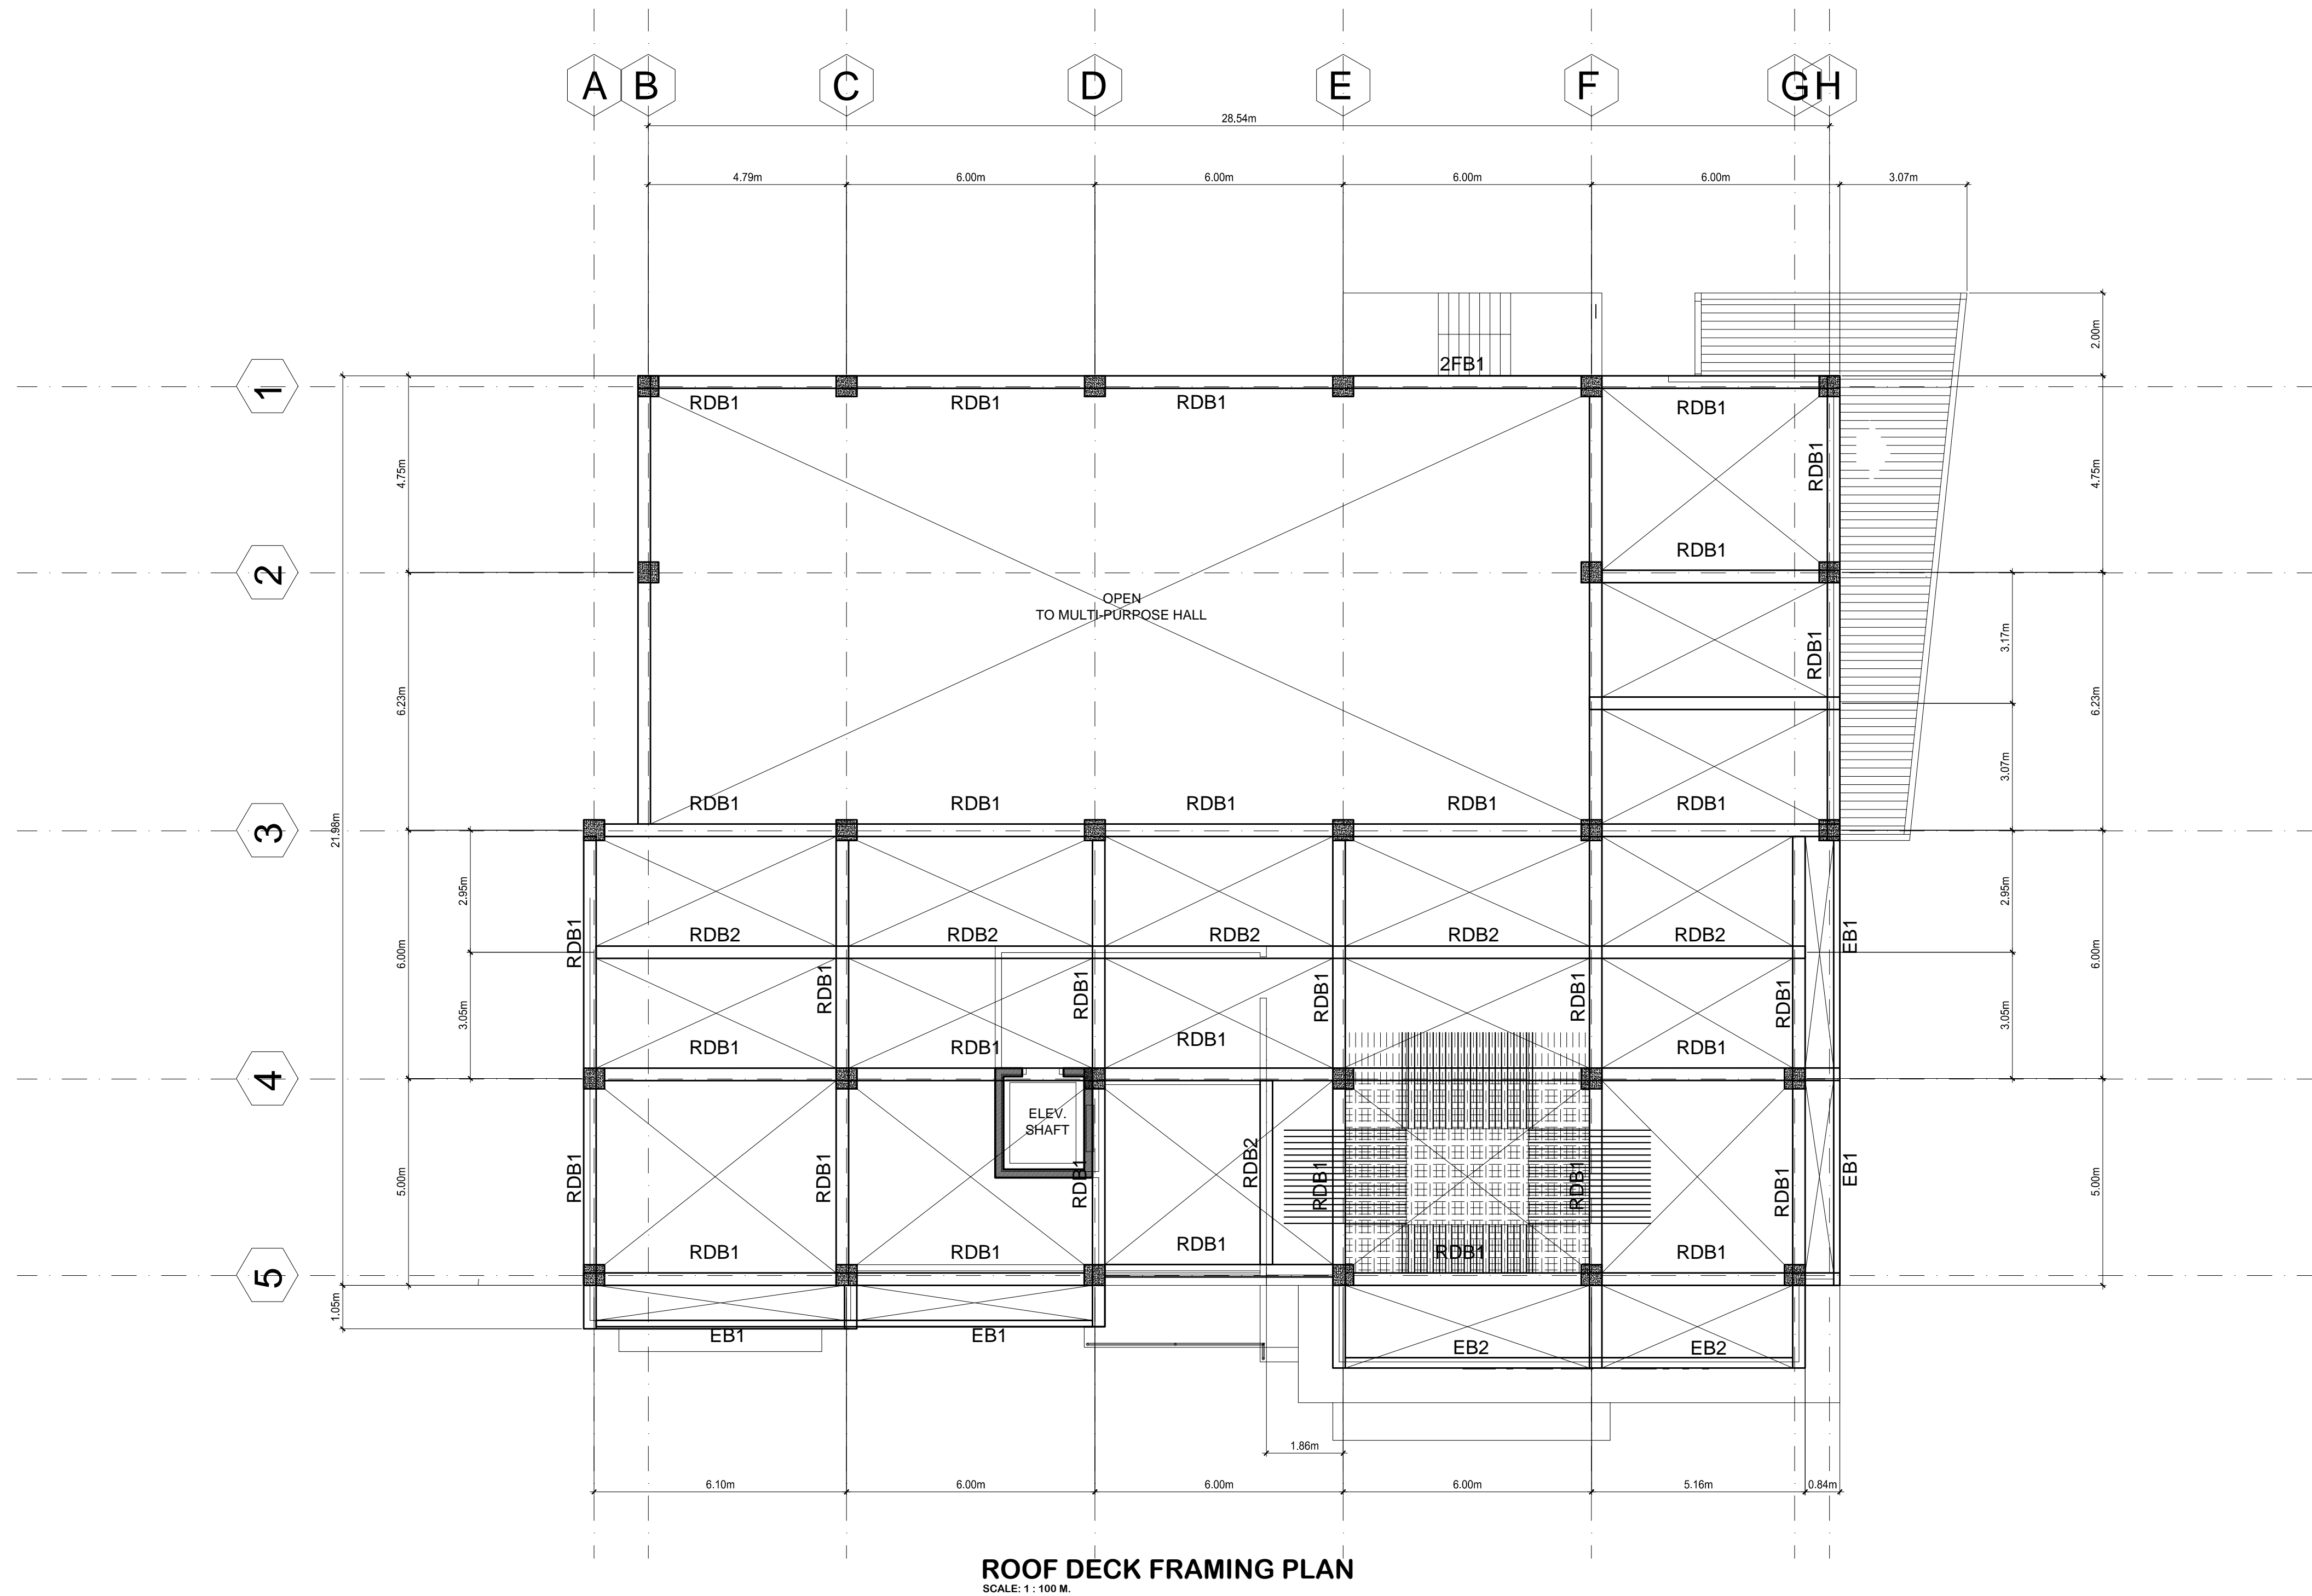 A B C D E F G H
28.54m
4.79m 6.00m 6.00m 6.00m 6.00m 3.07m
2.00m
2FB1
1
RDB1 RDB1 RDB1 RDB1
4.75m RDB1 4.75m
RDB1
2
OPEN
TO MULTI-PURPOSE HALL
3.17m
RDB1
6.23m 6.23m
3.07m
RDB1 RDB1 RDB1 RDB1 RDB1
3
21.98m
2.95m 2.95m
RDB1 RDB2 RDB2 RDB2 RDB2 RDB2 EB1
6.00m 6.00m
RDB1 RDB1 RDB1 RDB1 RDB1
3.05m 3.05m
RDB1 RDB1 RDB1 RDB1
4
ELEV.
SHAFT
RDB2
5.00m RDB1 RDB1 RDB1 RDB1 RDB1 RDB1 EB1 5.00m
RDB1 RDB1 RDB1 RDB1 RDB1
5
1.05m
EB1 EB1 EB2 EB2
1.86m
6.10m 6.00m 6.00m 6.00m 5.16m 0.84m
ROOF DECK FRAMING PLAN
SCALE: 1 : 100 M.